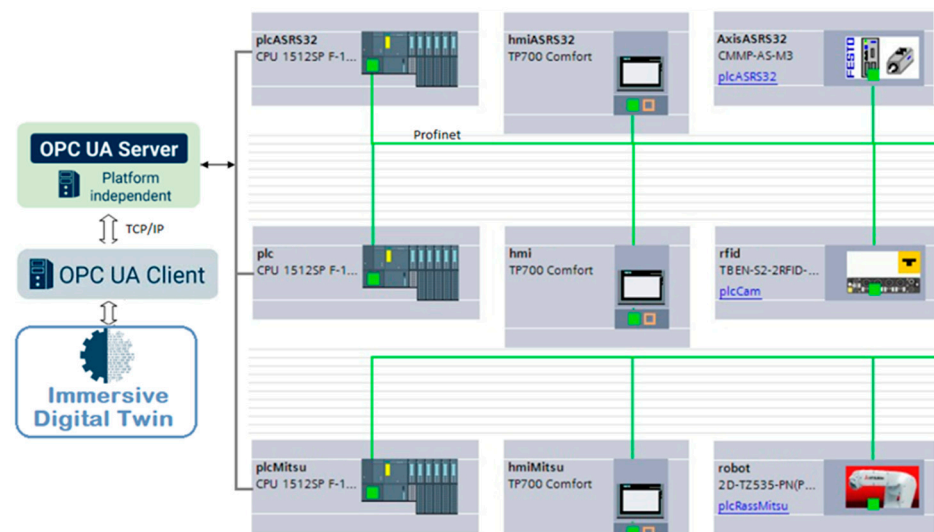 plcASRS32
CPU 1512SP F-1...
hmiASRS32
TP700 Comfort
AxisASRS32
CMMP-AS-M3
plcASRS32
FESTO
Profinet
OPC UA Server
Platform
independent
TCP/IP
OPC UA Client
Immersive
Digital Twin
plc
CPU 1512SP F-1...
hmi
TP700 Comfort
rfid
TBEN-S2-2RFID-...
plcCam
plcMitsu
CPU 1512SP F-1...
hmiMitsu
TP700 Comfort
robot
2D-TZ535-PN(P...
plcRassMitsu